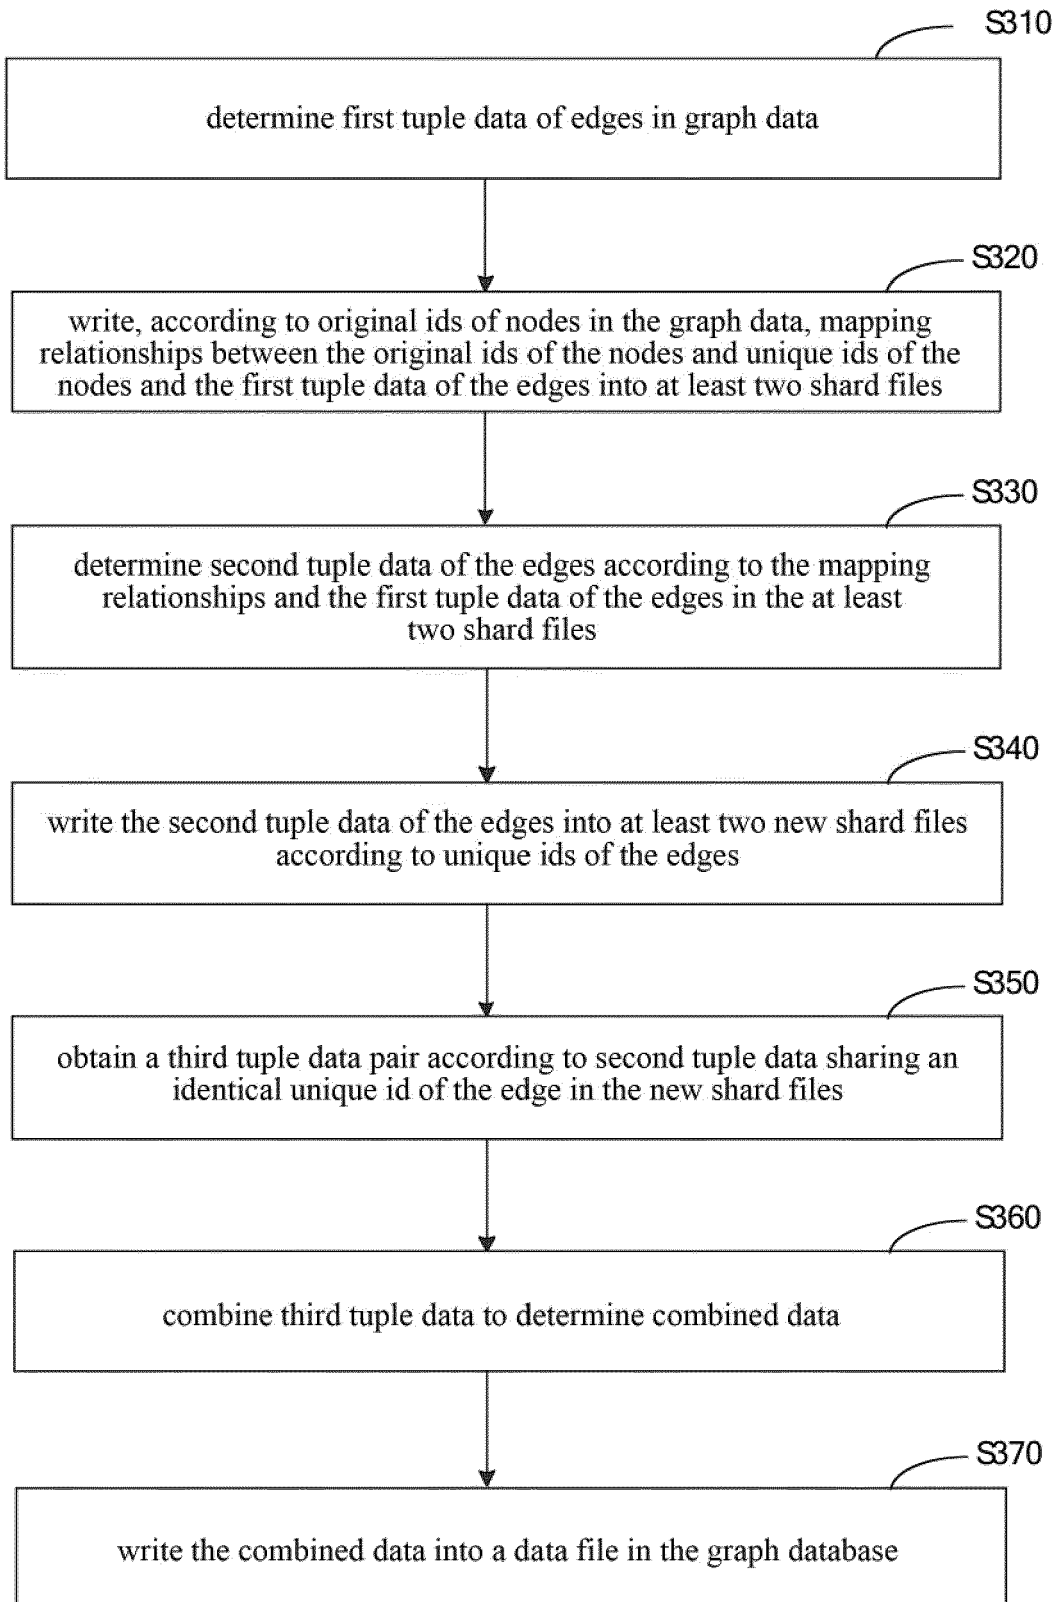 S310
determine first tuple data of edges in graph data
S320
write, according to original ids of nodes in the graph data, mapping
relationships between the original ids of the nodes and unique ids of the
nodes and the first tuple data of the edges into at least two shard files
S330
determine second tuple data of the edges according to the mapping
relationships and the first tuple data of the edges in the at least
two shard files
S340
write the second tuple data of the edges into at least two new shard files
according to unique ids of the edges
S350
obtain a third tuple data pair according to second tuple data sharing an
identical unique id of the edge in the new shard files
S360
combine third tuple data to determine combined data
S370
write the combined data into a data file in the graph database